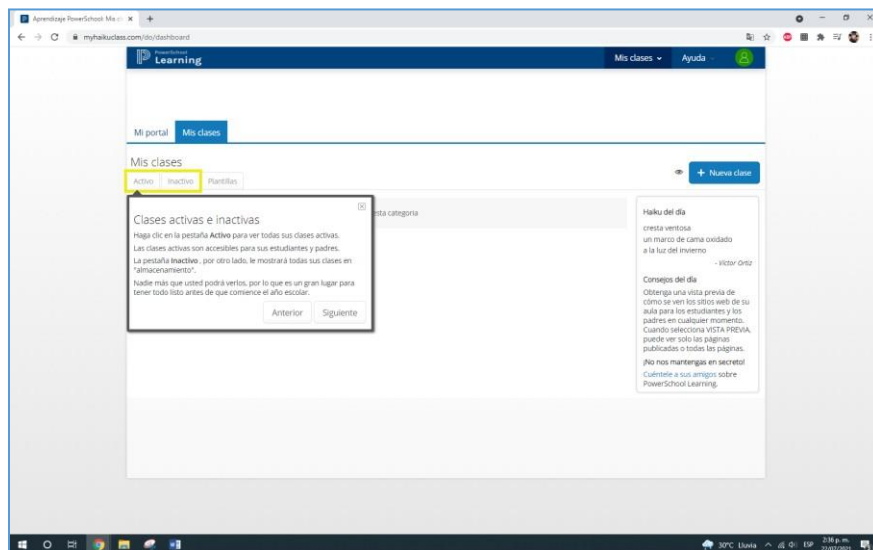 Aprendizaje PowerSchool: Mis cl
myhaikuclass.com/do/dashboard
PowerSchool
Learning
Mis clases
Ayuda
Mi portal
Mis clases
Mis clases
Activo
Inactivo
Plantillas
+ Nueva clase
esta categoria
Clases activas e inactivas
Haga clic en la pestaña Activo para ver todas sus clases activas.
Las clases activas son accesibles para sus estudiantes y padres.
La pestaña Inactivo , por otro lado, le mostrará todas sus clases en
"almacenamiento".
Nadie más que usted podrá verlos, por lo que es un gran lugar para
tener todo listo antes de que comience el año escolar.
Anterior
Siguiente
Haiku del día
cresta ventosa
un marco de cama oxidado
a la luz del invierno
- Victor Ortiz
Consejos del día
Obtenga una vista previa de
cómo se ven los sitios web de su
aula para los estudiantes y los
padres en cualquier momento.
Cuando selecciona VISTA PREVIA,
puede ver solo las páginas
publicadas o todas las páginas.
¡No nos mantengas en secreto!
Cuéntele a sus amigos sobre
PowerSchool Learning.
30°C Lluvia
ESP
2:36 p. m.
22/07/2021